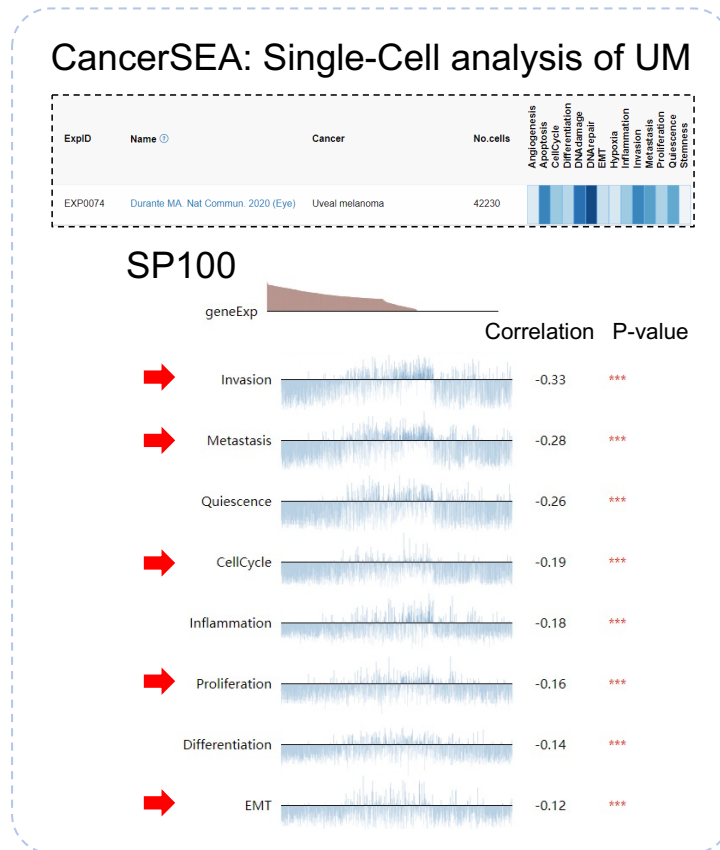 CancerSEA: Single-Cell analysis of UM
ExpID Name ? Cancer No.cells Angiogenesis Apoptosis CellCycle Differentiation DNAdamage DNArepair EMT Hypoxia Inflammation Invasion Metastasis Proliferation Quiescence Stemness
EXP0074 Durante MA. Nat Commun. 2020 (Eye) Uveal melanoma 42230
SP100
geneExp
Correlation P-value
Invasion -0.33 ***
Metastasis -0.28 ***
Quiescence -0.26 ***
CellCycle -0.19 ***
Inflammation -0.18 ***
Proliferation -0.16 ***
Differentiation -0.14 ***
EMT -0.12 ***